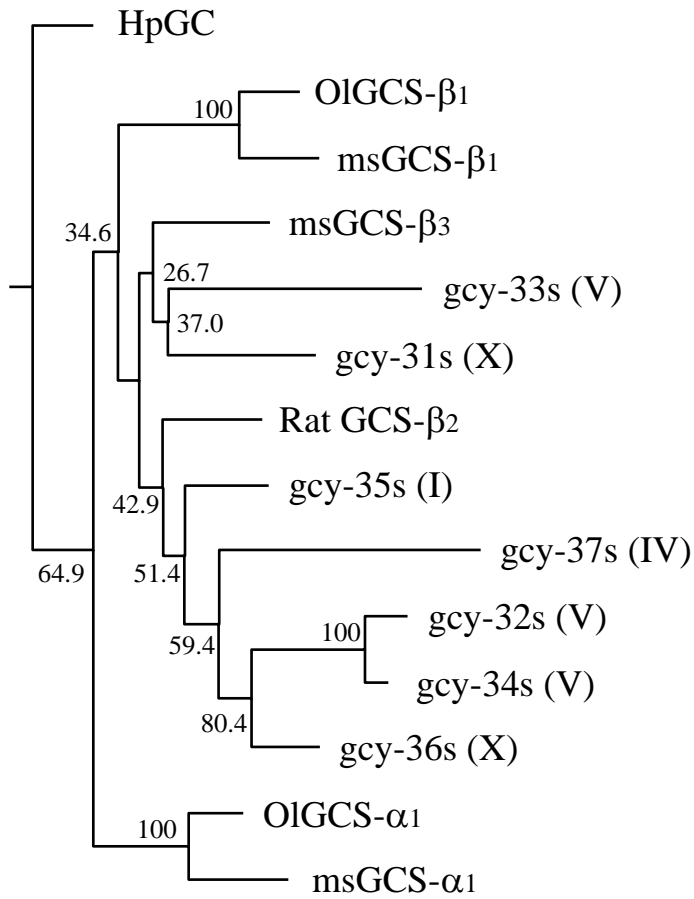 HpGC
OlGCS-β1
100
msGCS-β1
msGCS-β3
34.6
26.7
gcy-33s (V)
37.0
gcy-31s (X)
Rat GCS-β2
gcy-35s (I)
42.9
gcy-37s (IV)
64.9
51.4
gcy-32s (V)
100
59.4
gcy-34s (V)
80.4
gcy-36s (X)
OlGCS-α1
100
msGCS-α1